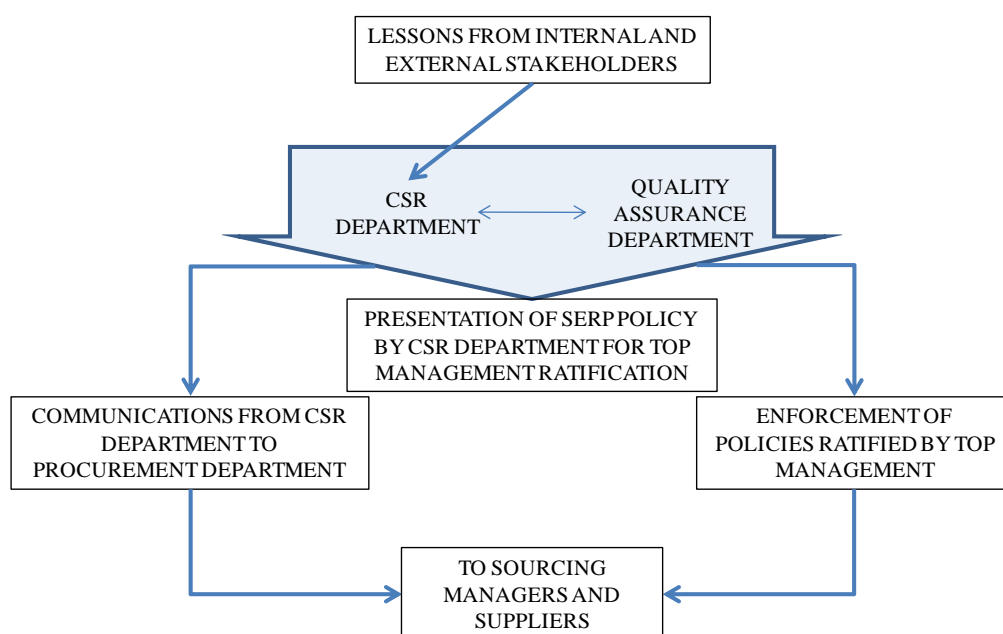 LESSONS FROM INTERNAL AND
EXTERNAL STAKEHOLDERS
CSR
DEPARTMENT
QUALITY
ASSURANCE
DEPARTMENT
PRESENTATION OF SERP POLICY
BY CSR DEPARTMENT FOR TOP
MANAGEMENT RATIFICATION
COMMUNICATIONS FROM CSR
DEPARTMENT TO
PROCUREMENT DEPARTMENT
ENFORCEMENT OF
POLICIES RATIFIED BY TOP
MANAGEMENT
TO SOURCING
MANAGERS AND
SUPPLIERS